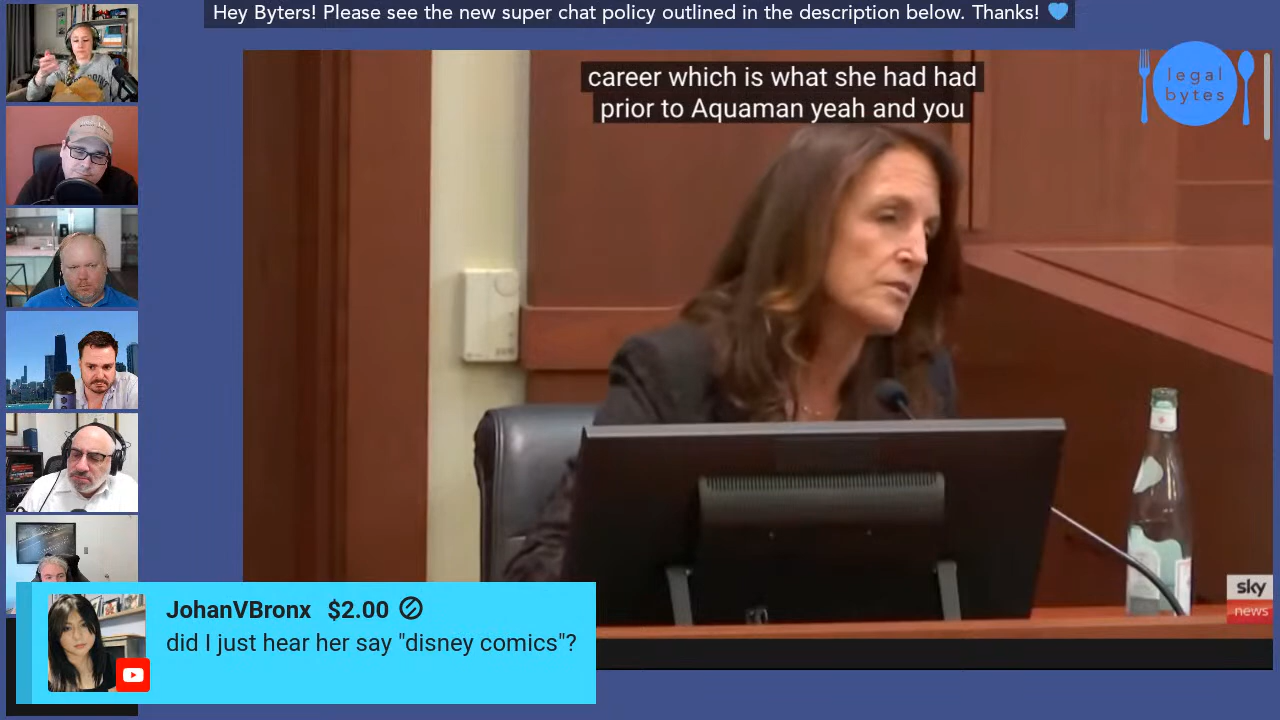 Hey Byters! Please see the new super chat policy outlined in the description below. Thanks! 💙
career which is what she had had
prior to Aquaman yeah and you
legal
bytes
sky
news
JohanVBronx $2.00
did I just hear her say "disney comics"?